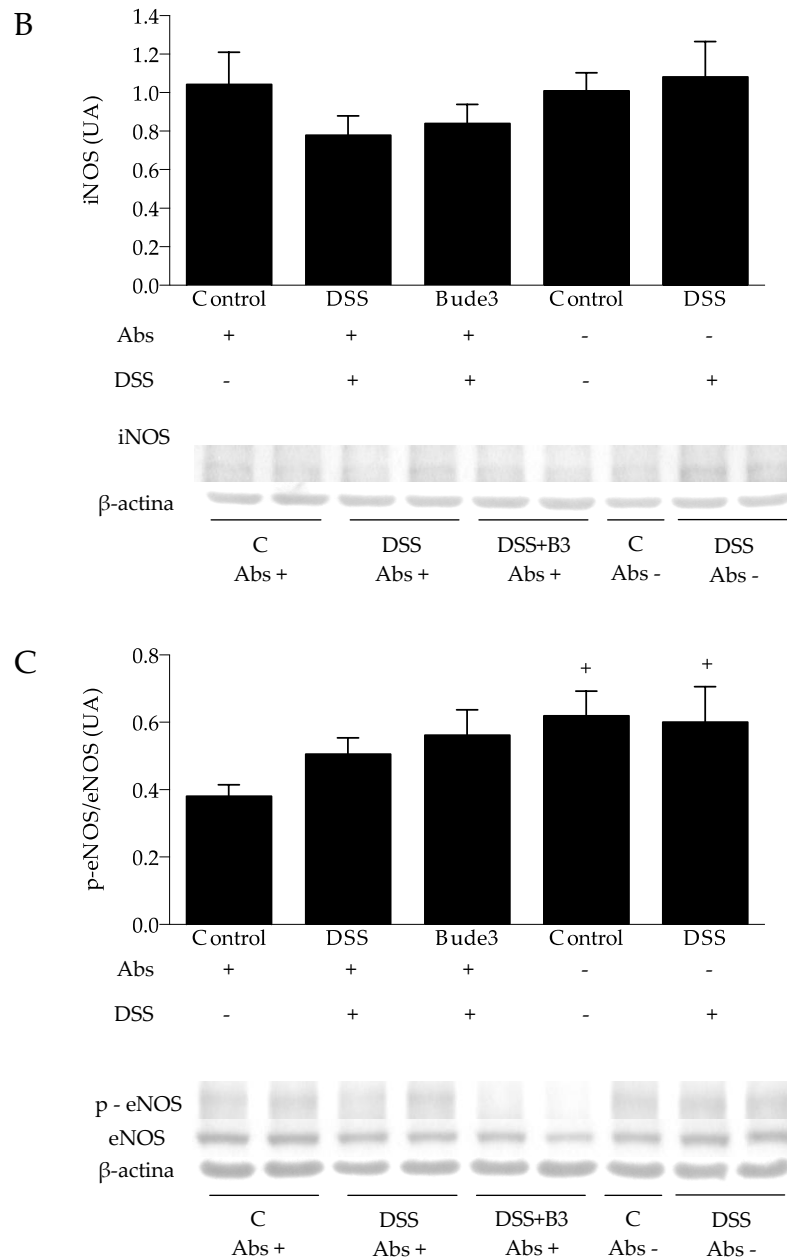 B
iNOS (UA)
1.4
1.2
1.0
0.8
0.6
0.4
0.2
0.0
Control DSS Bude3 Control DSS
Abs + + + - -
DSS - + + - +
iNOS
β-actina
C DSS DSS+B3 C DSS
Abs + Abs + Abs + Abs - Abs -
C
p-eNOS/eNOS (UA)
0.8
0.6
0.4
0.2
0.0
+ +
Control DSS Bude3 Control DSS
Abs + + + - -
DSS - + + - +
p - eNOS
eNOS
β-actina
C DSS DSS+B3 C DSS
Abs + Abs + Abs + Abs - Abs -